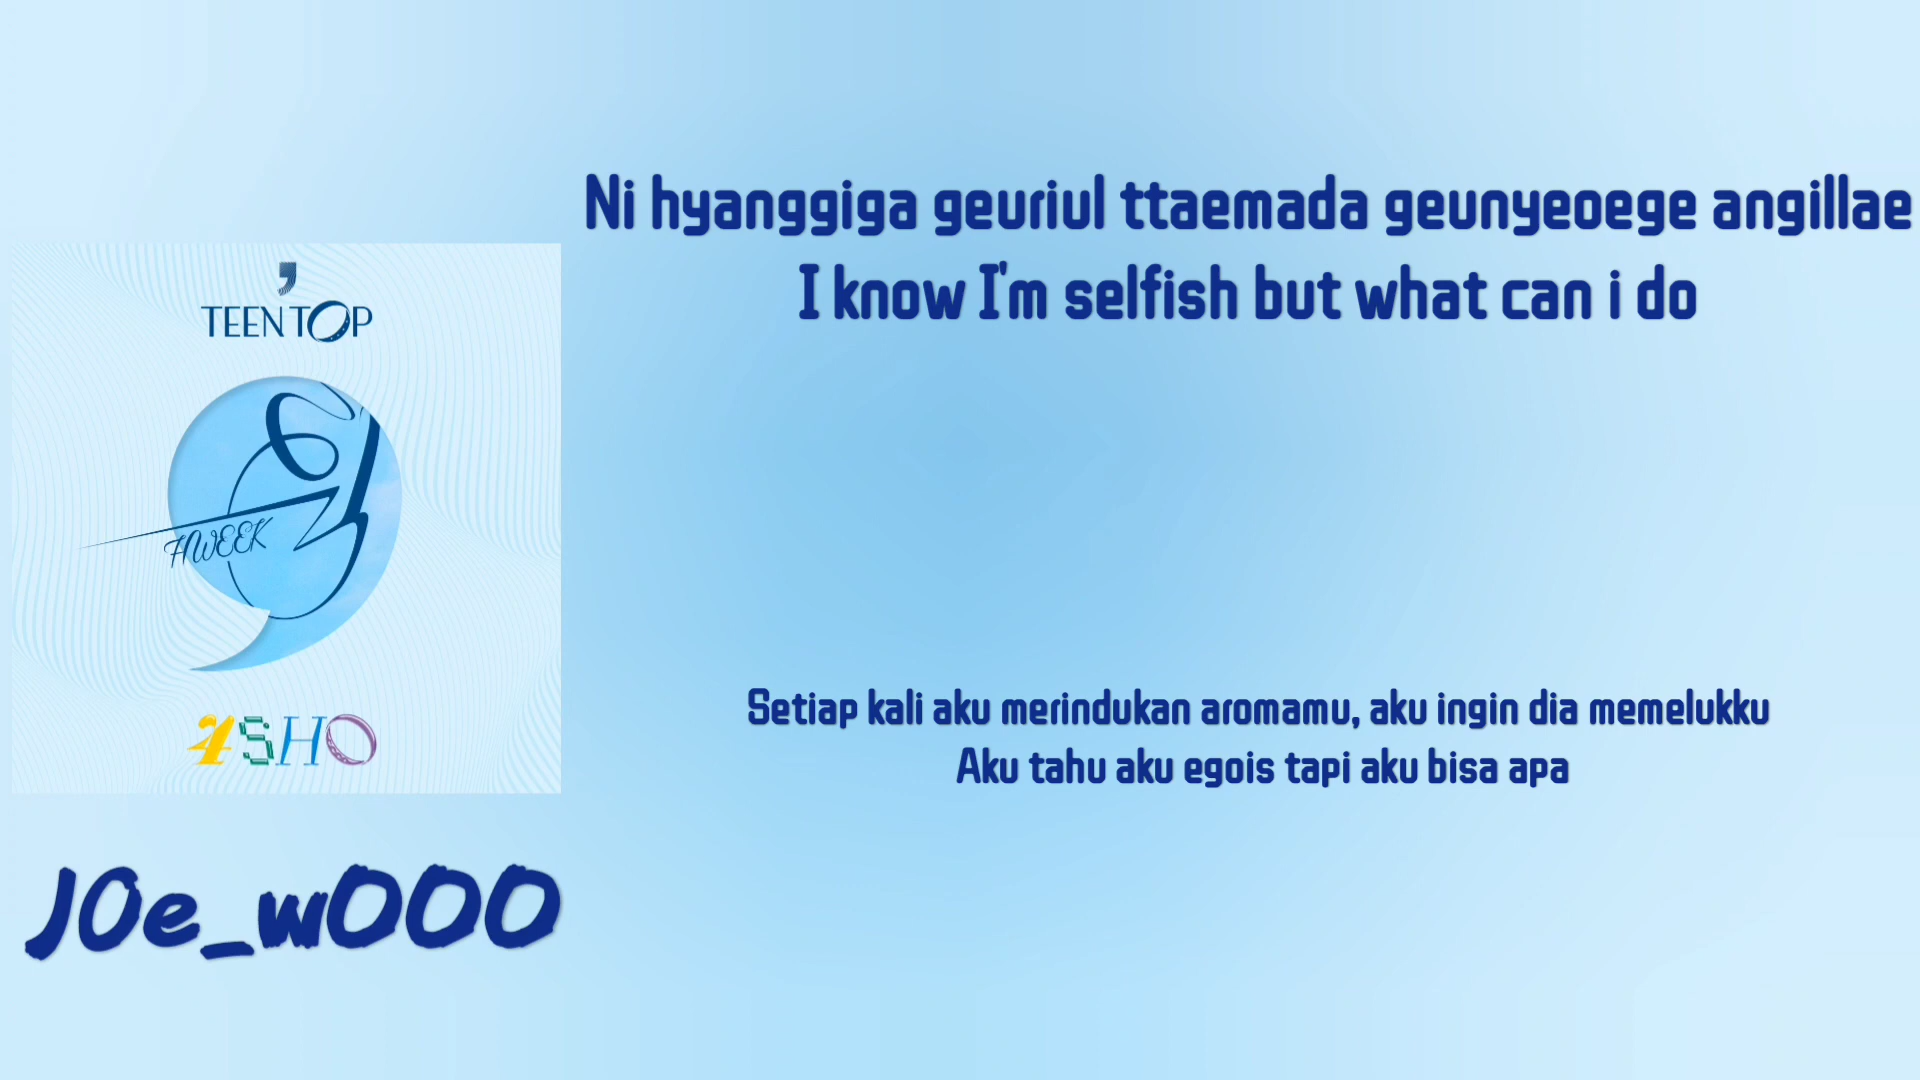 Ni hyanggiga geuriul ttaemada geunyeoege angillae
I know I'm selfish but what can i do
TEEN TOP
4WEEK
4SHO
Setiap kali aku merindukan aromamu, aku ingin dia memelukku
Aku tahu aku egois tapi aku bisa apa
JOe_wOOO